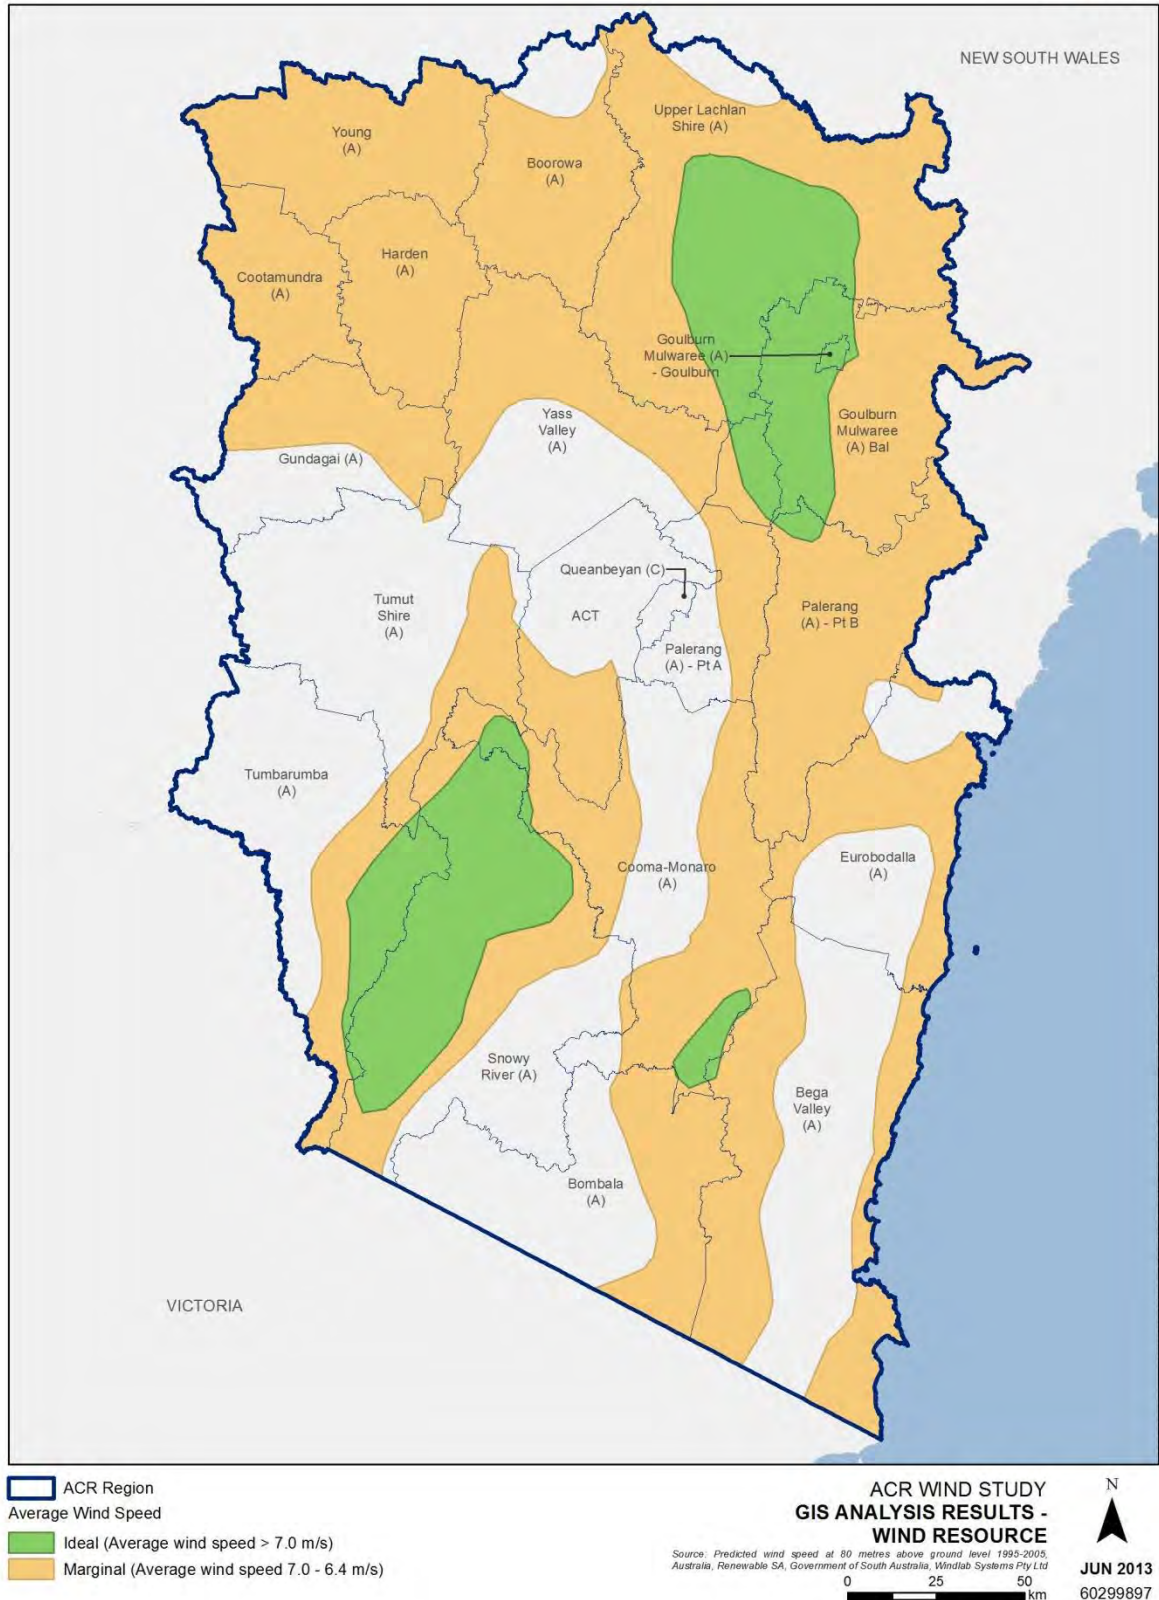 NEW SOUTH WALES
Upper Lachlan
Shire (A)
Young
(A)
Boorowa
(A)
Harden
(A)
Cootamundra
(A)
Goulburn
Mulwaree (A)
- Goulburn
Goulburn
Mulwaree
(A) Bal
Yass
Valley
(A)
Gundagai (A)
Queanbeyan (C)
Tumut
Shire
(A)
ACT
Palerang
(A) - Pt B
Palerang
(A) - Pt A
Tumbarumba
(A)
Cooma-Monaro
(A)
Eurobodalla
(A)
Snowy
River (A)
Bega
Valley
(A)
Bombala
(A)
VICTORIA
ACR Region
Average Wind Speed
Ideal (Average wind speed > 7.0 m/s)
Marginal (Average wind speed 7.0 - 6.4 m/s)
ACR WIND STUDY
GIS ANALYSIS RESULTS -
WIND RESOURCE
Source: Predicted wind speed at 80 metres above ground level 1995-2005,
Australia, Renewable SA, Government of South Australia, Windlab Systems Pty Ltd
0 25 50
km
N
JUN 2013
60299897